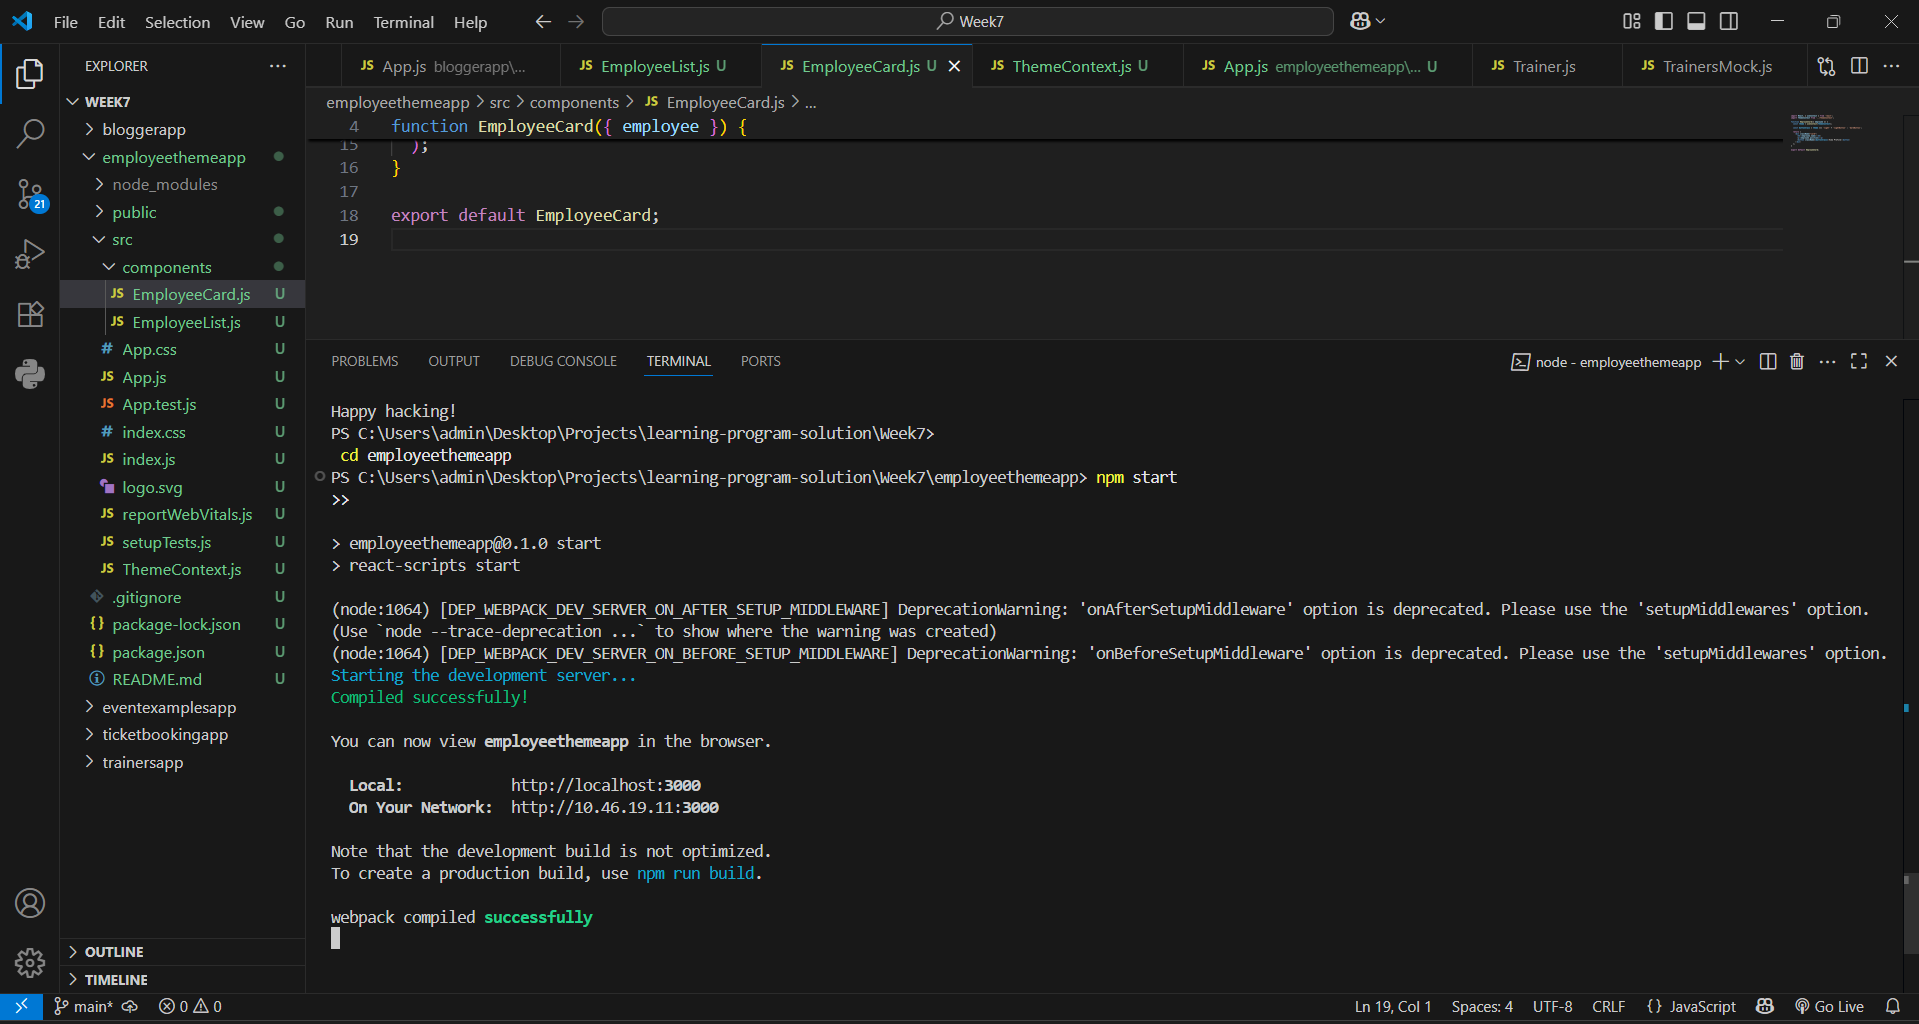 File Edit Selection View Go Run Terminal Help
Week7
EXPLORER
WEEK7
bloggerapp
employeethemeapp
node_modules
public
src
components
JS EmployeeCard.js U
JS EmployeeList.js U
# App.css U
JS App.js U
JS App.test.js U
# index.css U
JS index.js U
logo.svg U
JS reportWebVitals.js U
JS setupTests.js U
JS ThemeContext.js U
.gitignore U
{} package-lock.json U
{} package.json U
README.md U
eventexamplesapp
ticketbookingapp
trainersapp
OUTLINE
TIMELINE
21
JS App.js bloggerapp\... JS EmployeeList.js U JS EmployeeCard.js U JS ThemeContext.js U JS App.js employeethemeapp\... U JS Trainer.js JS TrainersMock.js
employeethemeapp > src > components > JS EmployeeCard.js > ...
4 function EmployeeCard({ employee }) {
15 );
16 }
17
18 export default EmployeeCard;
19
PROBLEMS OUTPUT DEBUG CONSOLE TERMINAL PORTS
node - employeethemeapp
Happy hacking!
PS C:\Users\admin\Desktop\Projects\learning-program-solution\Week7>
cd employeethemeapp
PS C:\Users\admin\Desktop\Projects\learning-program-solution\Week7\employeethemeapp> npm start
>>
> employeethemeapp@0.1.0 start
> react-scripts start
(node:1064) [DEP_WEBPACK_DEV_SERVER_ON_AFTER_SETUP_MIDDLEWARE] DeprecationWarning: 'onAfterSetupMiddleware' option is deprecated. Please use the 'setupMiddlewares' option.
(Use `node --trace-deprecation ...` to show where the warning was created)
(node:1064) [DEP_WEBPACK_DEV_SERVER_ON_BEFORE_SETUP_MIDDLEWARE] DeprecationWarning: 'onBeforeSetupMiddleware' option is deprecated. Please use the 'setupMiddlewares' option.
Starting the development server...
Compiled successfully!
You can now view employeethemeapp in the browser.
Local: http://localhost:3000
On Your Network: http://10.46.19.11:3000
Note that the development build is not optimized.
To create a production build, use npm run build.
webpack compiled successfully
main* 0 0
Ln 19, Col 1 Spaces: 4 UTF-8 CRLF {} JavaScript Go Live